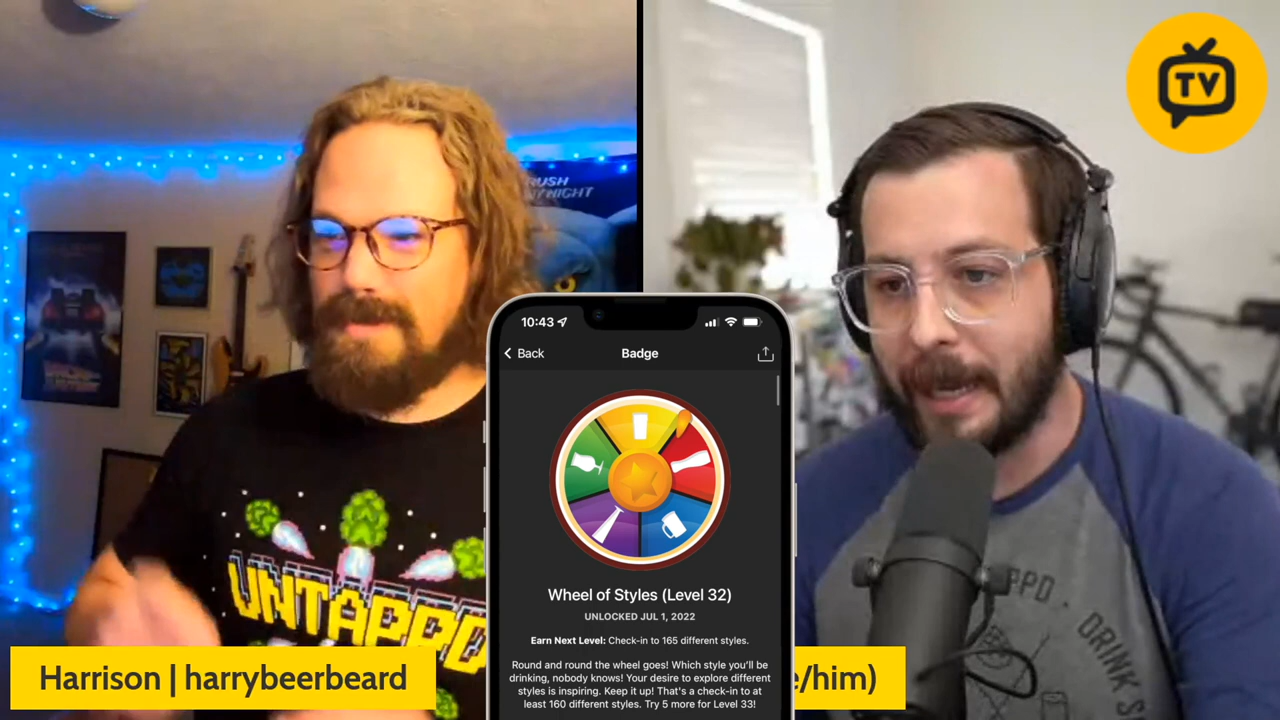 TV
RUSH
10:43
Back
Badge
Wheel of Styles (Level 32)
UNLOCKED JUL 1, 2022
Earn Next Level: Check-in to 165 different styles.
Round and round the wheel goes! Which style you'll be
drinking, nobody knows! Your desire to explore different
styles is inspiring. Keep it up! That's a check-in to at
least 160 different styles. Try 5 more for Level 33!
UNTAPPD
DRINK
Harrison | harrybeerbeard
/him)